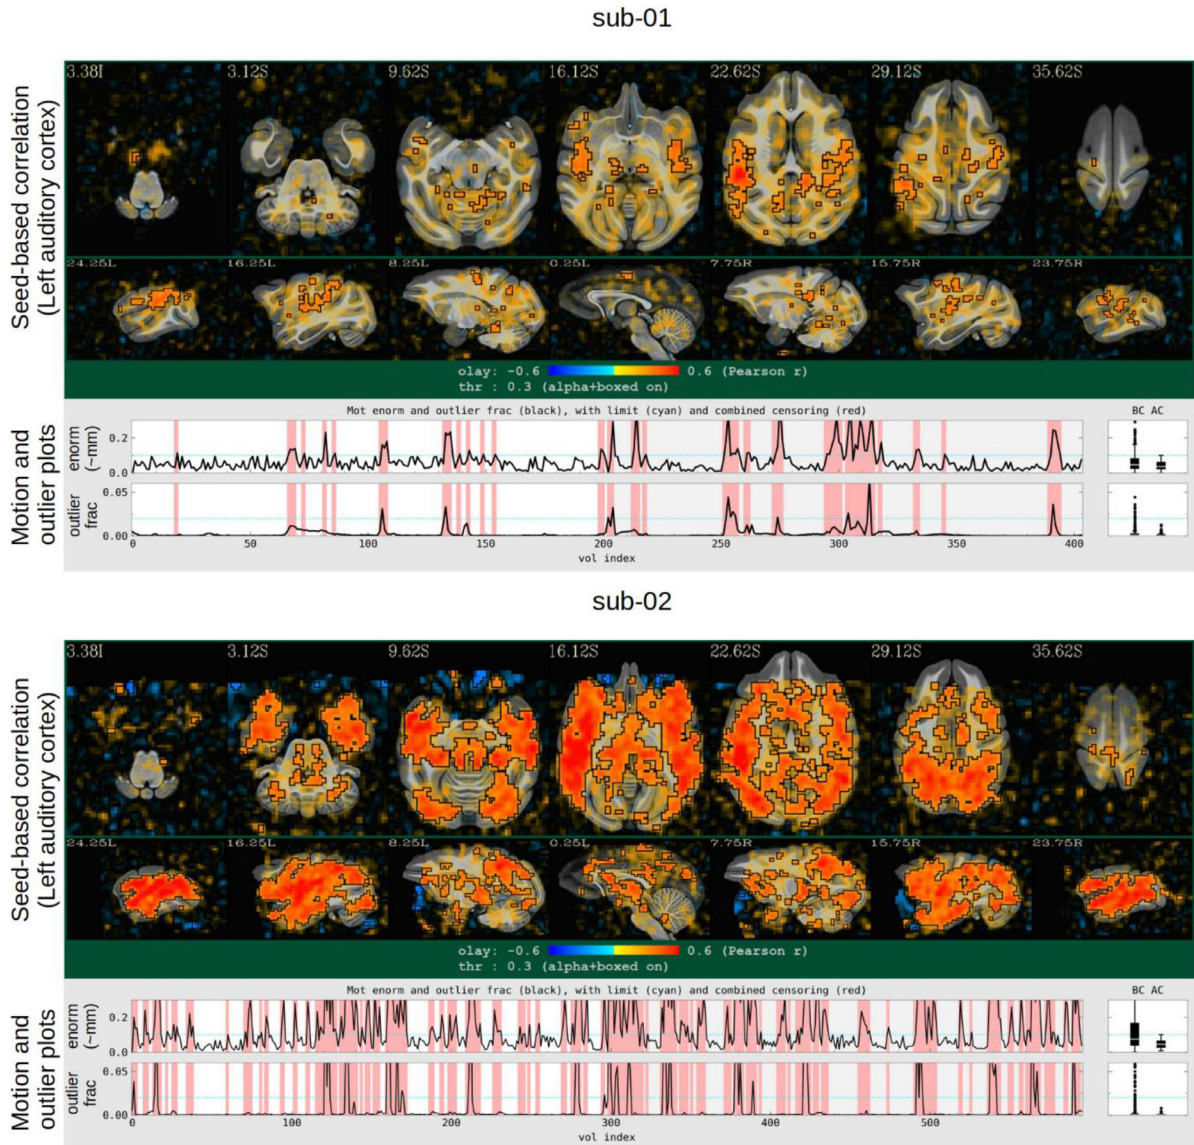 sub-01
Seed-based correlation
(Left auditory cortex)
3.38I 3.12S 9.62S 16.12S 22.62S 29.12S 35.62S
24.25L 16.25L 8.25L 0.25L 7.75R 15.75R 23.75R
olay: -0.6 0.6 (Pearson r)
thr : 0.3 (alpha+boxed on)
Motion and
outlier plots
Mot enorm and outlier frac (black), with limit (cyan) and combined censoring (red)
BC AC
enorm
(~mm)
0.2
0.0
outlier
frac
0.05
0.00
0 50 100 150 200 250 300 350 400
vol index
sub-02
Seed-based correlation
(Left auditory cortex)
3.38I 3.12S 9.62S 16.12S 22.62S 29.12S 35.62S
24.25L 16.25L 8.25L 0.25L 7.75R 15.75R 23.75R
olay: -0.6 0.6 (Pearson r)
thr : 0.3 (alpha+boxed on)
Motion and
outlier plots
Mot enorm and outlier frac (black), with limit (cyan) and combined censoring (red)
BC AC
enorm
(~mm)
0.2
0.0
outlier
frac
0.05
0.00
0 100 200 300 400 500
vol index